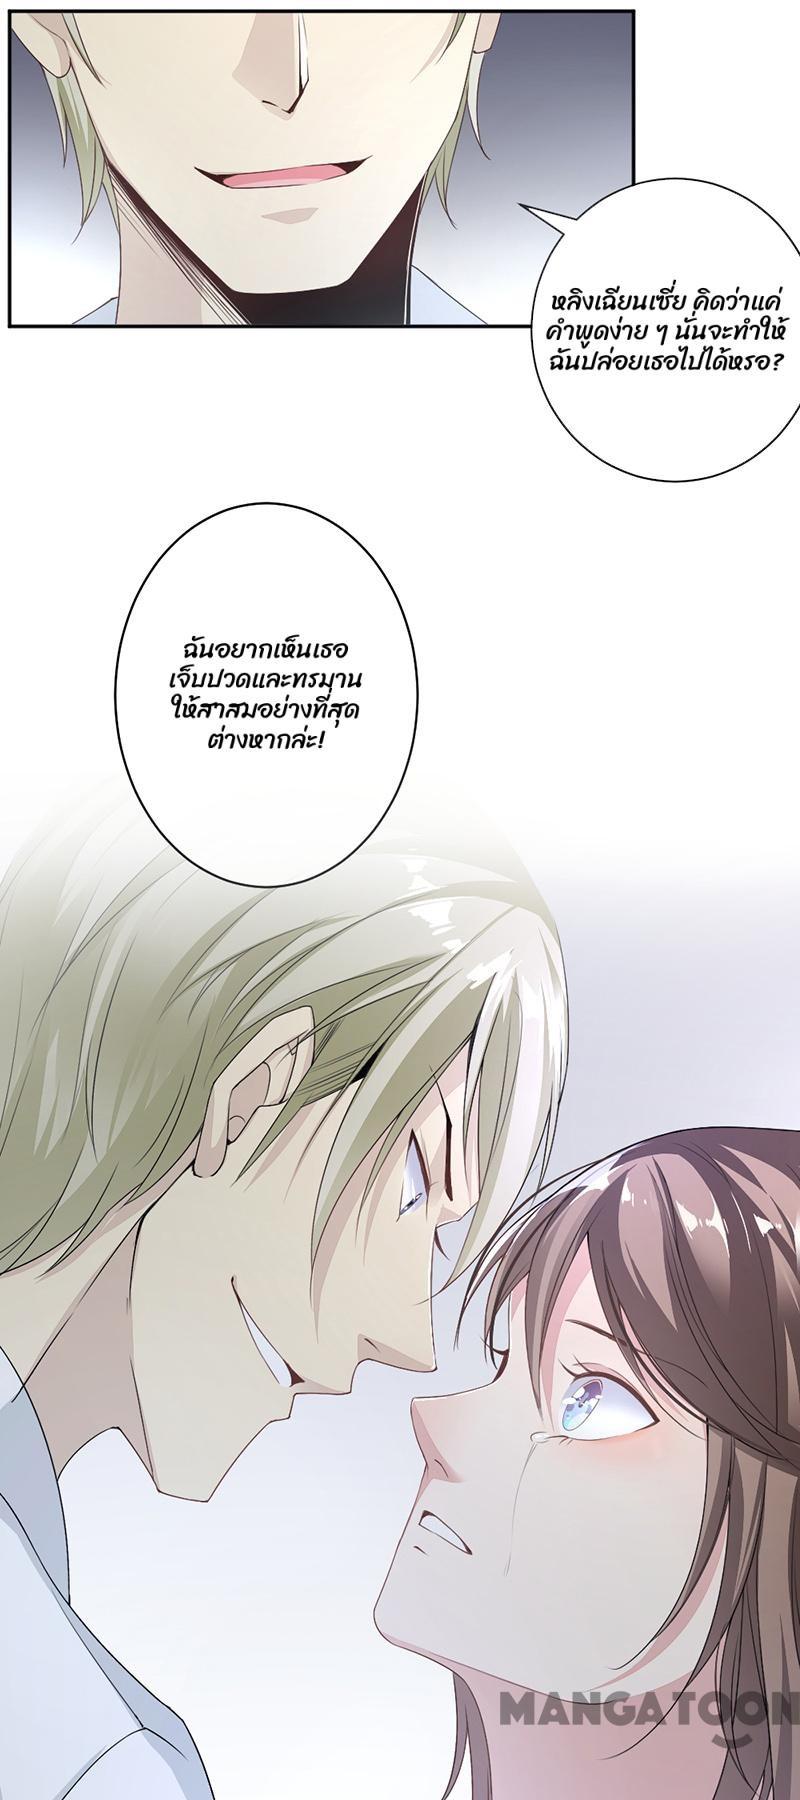 หลิงเฉียนเซี่ย คิดว่าแค่
คำพูดง่าย ๆ นั่นจะทำให้
ฉันปล่อยเธอไปได้หรอ?
ฉันอยากเห็นเธอ
เจ็บปวดและทรมาน
ให้สาสมอย่างที่สุด
ต่างหากล่ะ!
MANGATOON